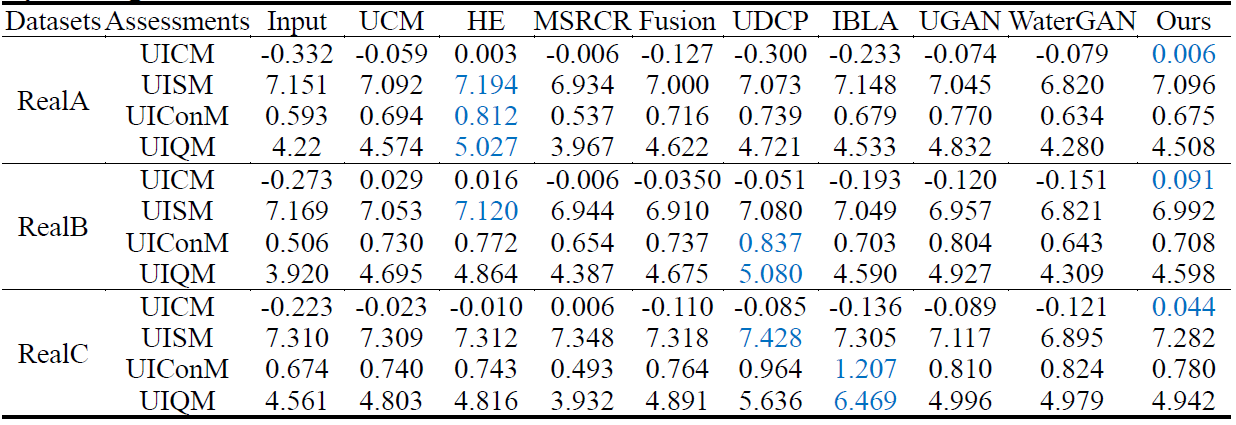 Datasets Assessments Input UCM HE MSRCR Fusion UDCP IBLA UGAN WaterGAN Ours
RealA
UICM -0.332 -0.059 0.003 -0.006 -0.127 -0.300 -0.233 -0.074 -0.079 0.006
UISM 7.151 7.092 7.194 6.934 7.000 7.073 7.148 7.045 6.820 7.096
UIConM 0.593 0.694 0.812 0.537 0.716 0.739 0.679 0.770 0.634 0.675
UIQM 4.22 4.574 5.027 3.967 4.622 4.721 4.533 4.832 4.280 4.508
RealB
UICM -0.273 0.029 0.016 -0.006 -0.0350 -0.051 -0.193 -0.120 -0.151 0.091
UISM 7.169 7.053 7.120 6.944 6.910 7.080 7.049 6.957 6.821 6.992
UIConM 0.506 0.730 0.772 0.654 0.737 0.837 0.703 0.804 0.643 0.708
UIQM 3.920 4.695 4.864 4.387 4.675 5.080 4.590 4.927 4.309 4.598
RealC
UICM -0.223 -0.023 -0.010 0.006 -0.110 -0.085 -0.136 -0.089 -0.121 0.044
UISM 7.310 7.309 7.312 7.348 7.318 7.428 7.305 7.117 6.895 7.282
UIConM 0.674 0.740 0.743 0.493 0.764 0.964 1.207 0.810 0.824 0.780
UIQM 4.561 4.803 4.816 3.932 4.891 5.636 6.469 4.996 4.979 4.942